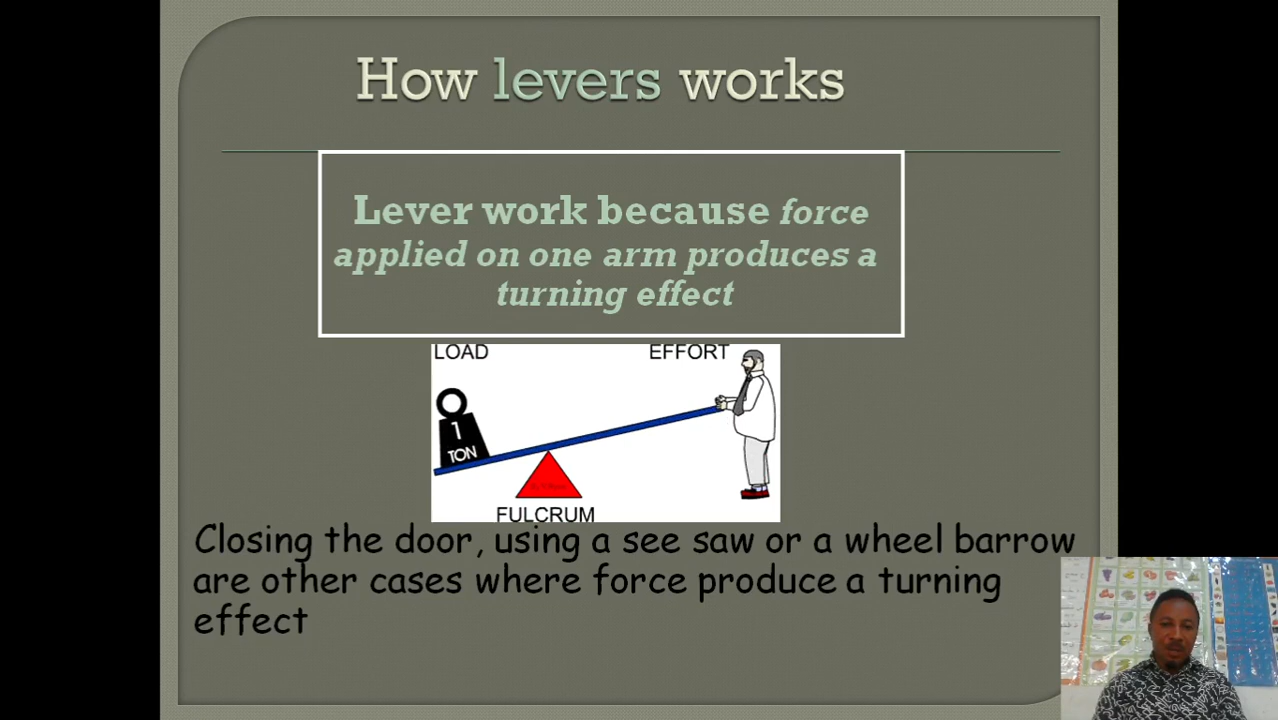 How levers works
Lever work because force
applied on one arm produces a
turning effect
LOAD
EFFORT
1
TON
FULCRUM
Closing the door, using a see saw or a wheel barrow
are other cases where force produce a turning
effect